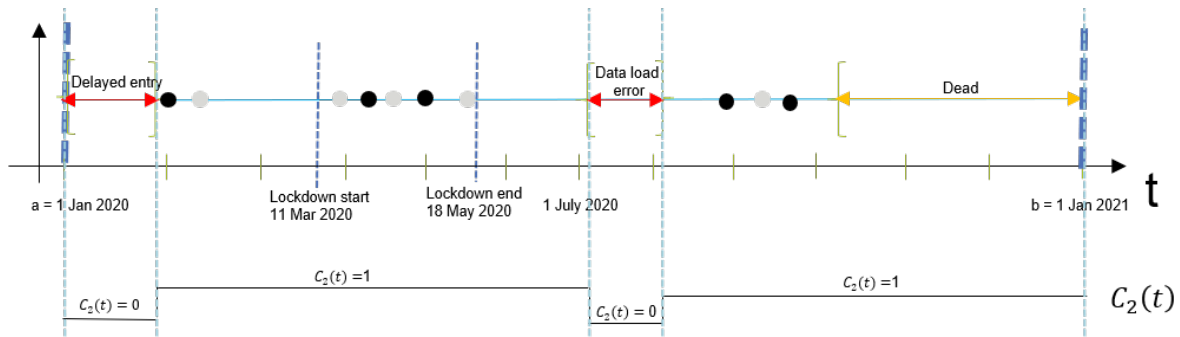 Delayed entry
Data load
error
Dead
t
a = 1 Jan 2020
Lockdown start
11 Mar 2020
Lockdown end
18 May 2020
1 July 2020
b = 1 Jan 2021
C₂(t) =1
C₂(t) =1
C₂(t) = 0
C₂(t) = 0
C₂(t)